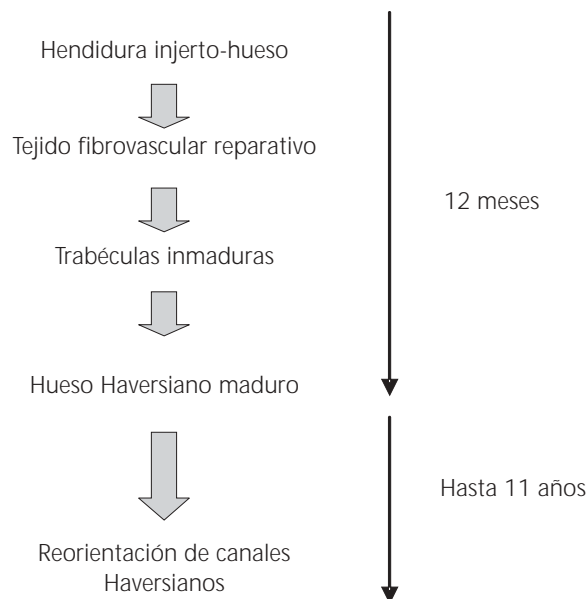 Hendidura injerto-hueso
Tejido fibrovascular reparativo
12 meses
Trabéculas inmaduras
Hueso Haversiano maduro
Hasta 11 años
Reorientación de canales
Haversianos